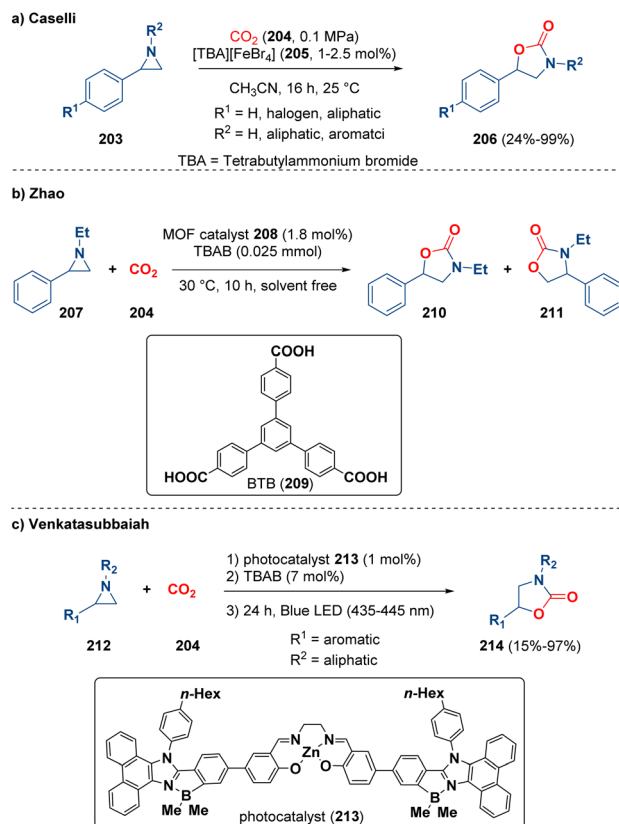 a) Caselli
R²
N
R¹
203
CO₂ (204, 0.1 MPa)
[TBA][FeBr₄] (205, 1-2.5 mol%)
CH₃CN, 16 h, 25 °C
R¹ = H, halogen, aliphatic
R² = H, aliphatic, aromatci
TBA = Tetrabutylammonium bromide
O
O
N
R²
R¹
206 (24%-99%)
b) Zhao
Et
N
207
+
CO₂
204
MOF catalyst 208 (1.8 mol%)
TBAB (0.025 mmol)
30 °C, 10 h, solvent free
O
O
N
Et
210
+
O
Et
N
O
211
COOH
HOOC
COOH
BTB (209)
c) Venkatasubbaiah
R₂
N
R₁
212
+
CO₂
204
1) photocatalyst 213 (1 mol%)
2) TBAB (7 mol%)
3) 24 h, Blue LED (435-445 nm)
R¹ = aromatic
R² = aliphatic
R₂
N
O
O
R₁
214 (15%-97%)
n-Hex
n-Hex
N
N
N
N
Zn
O
O
N
N
B
B
Me
Me
Me
Me
photocatalyst (213)